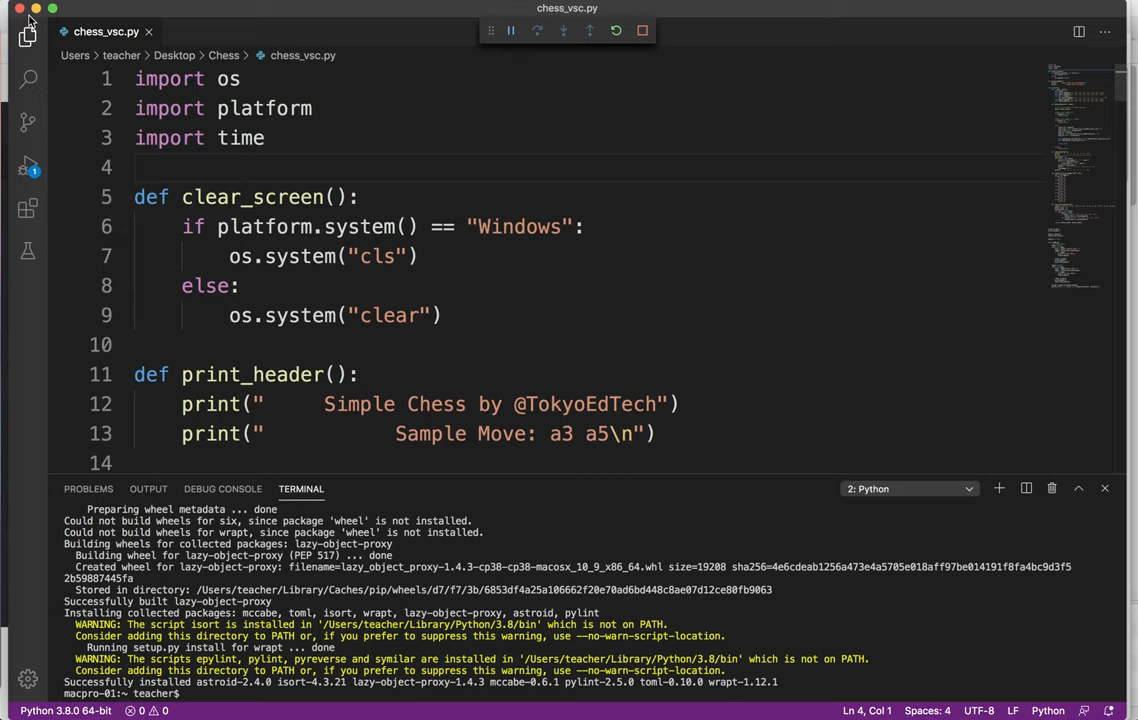 chess_vsc.py
chess_vsc.py
Users > teacher > Desktop > Chess > chess_vsc.py
1 import os
2 import platform
3 import time
4
5 def clear_screen():
6 if platform.system() == "Windows":
7 os.system("cls")
8 else:
9 os.system("clear")
10
11 def print_header():
12 print("      Simple Chess by @TokyoEdTech")
13 print("            Sample Move: a3 a5\n")
14
1
PROBLEMS OUTPUT DEBUG CONSOLE TERMINAL 2: Python
Preparing wheel metadata ... done
Could not build wheels for six, since package 'wheel' is not installed.
Could not build wheels for wrapt, since package 'wheel' is not installed.
Building wheels for collected packages: lazy-object-proxy
Building wheel for lazy-object-proxy (PEP 517) ... done
Created wheel for lazy-object-proxy: filename=lazy_object_proxy-1.4.3-cp38-cp38-macosx_10_9_x86_64.whl size=19208 sha256=4e6cdeab1256a473e4a5705e018aff97be014191f8fa4bc9d3f5
2b59887445fa
Stored in directory: /Users/teacher/Library/Caches/pip/wheels/d7/f7/3b/6853df4a25a106662f20e70ad6bd448c8ae07d12ce80fb9063
Successfully built lazy-object-proxy
Installing collected packages: mccabe, toml, isort, wrapt, lazy-object-proxy, astroid, pylint
WARNING: The script isort is installed in '/Users/teacher/Library/Python/3.8/bin' which is not on PATH.
Consider adding this directory to PATH or, if you prefer to suppress this warning, use --no-warn-script-location.
Running setup.py install for wrapt ... done
WARNING: The scripts epylint, pylint, pyreverse and symilar are installed in '/Users/teacher/Library/Python/3.8/bin' which is not on PATH.
Consider adding this directory to PATH or, if you prefer to suppress this warning, use --no-warn-script-location.
Successfully installed astroid-2.4.0 isort-4.3.21 lazy-object-proxy-1.4.3 mccabe-0.6.1 pylint-2.5.0 toml-0.10.0 wrapt-1.12.1
macpro-01:~ teacher$
Python 3.8.0 64-bit 0 0 Ln 4, Col 1 Spaces: 4 UTF-8 LF Python